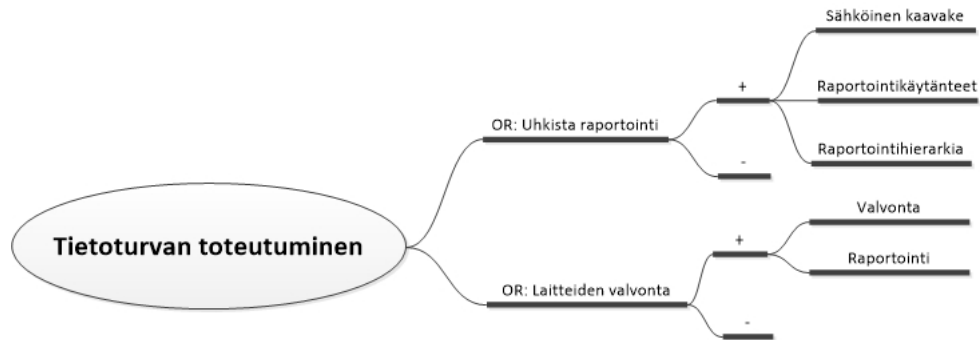 Sähköinen kaavake
+
Raportointikäytänteet
OR: Uhkista raportointi
Raportointihierarkia
-
Tietoturvan toteutuminen
Valvonta
+
Raportointi
OR: Laitteiden valvonta
-